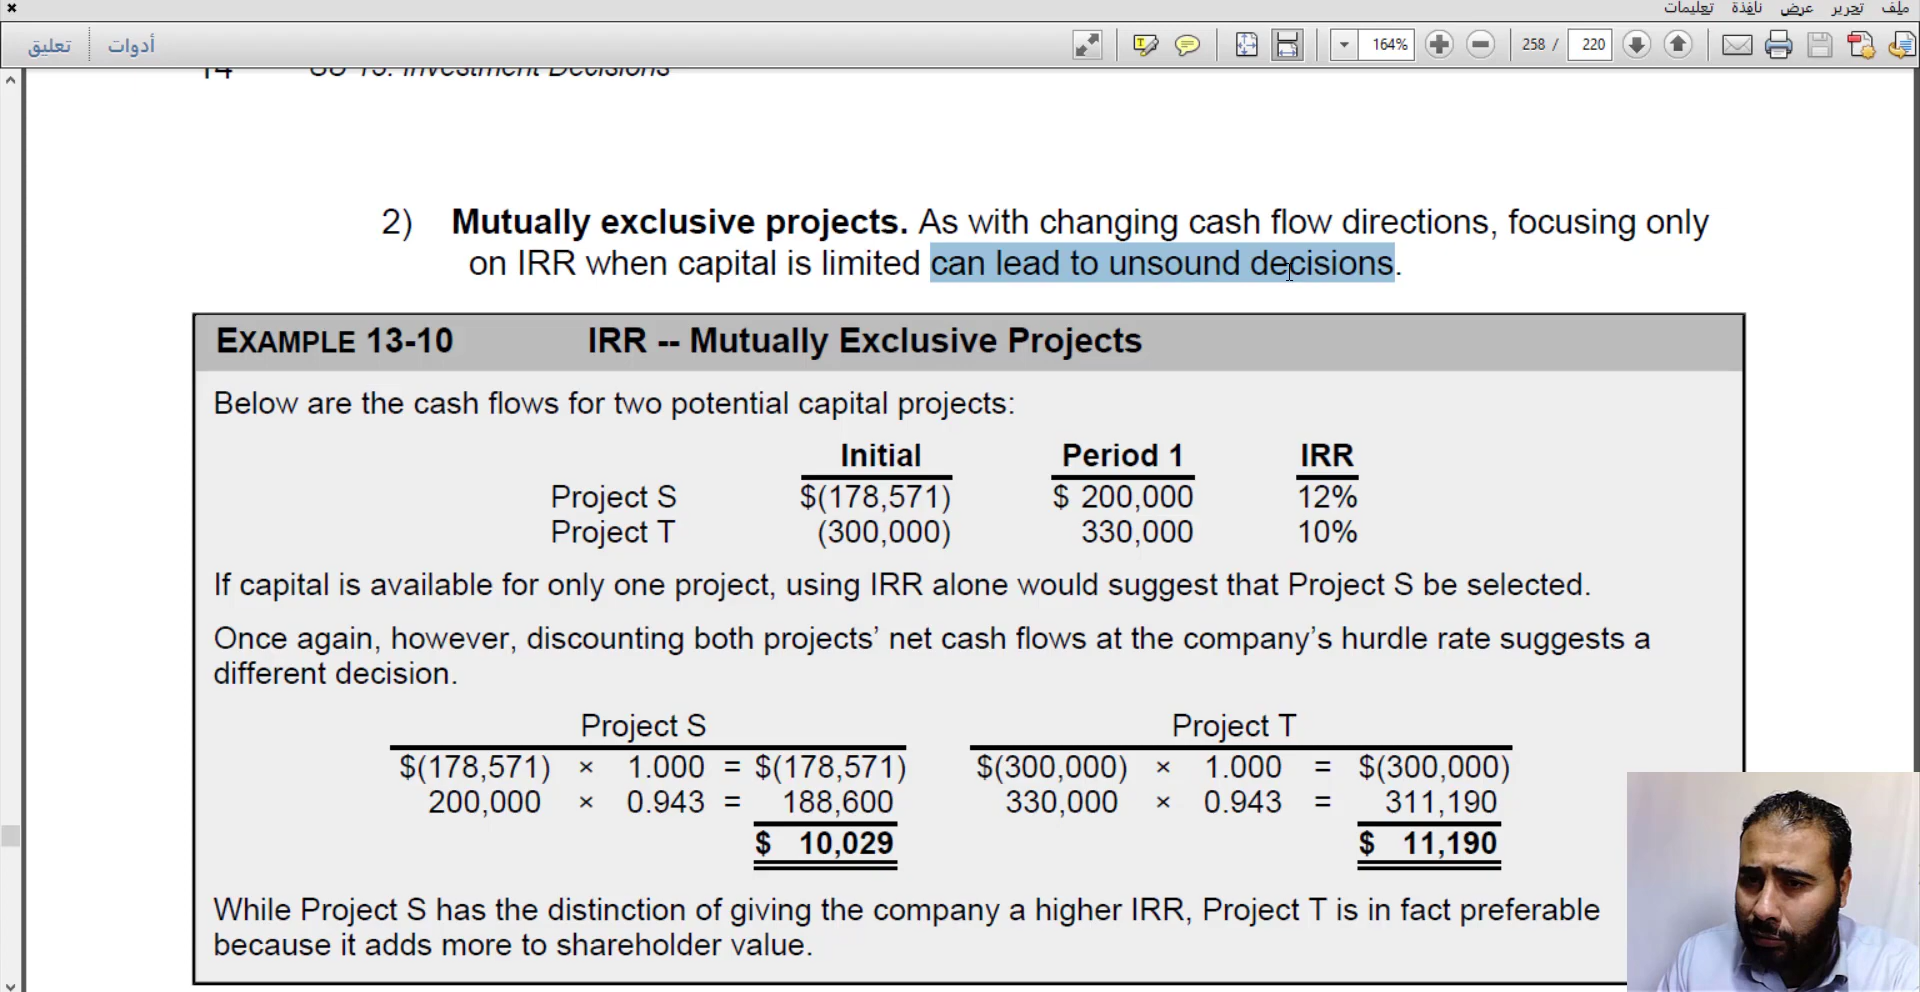 ملف تحرير عرض نافذة تعليمات
تعليق أدوات 164% 258 / 220
14 SU 13: Investment Decisions
2) Mutually exclusive projects. As with changing cash flow directions, focusing only
on IRR when capital is limited can lead to unsound decisions.
EXAMPLE 13-10 IRR -- Mutually Exclusive Projects
Below are the cash flows for two potential capital projects:
Initial Period 1 IRR
Project S $(178,571) $ 200,000 12%
Project T (300,000) 330,000 10%
If capital is available for only one project, using IRR alone would suggest that Project S be selected.
Once again, however, discounting both projects’ net cash flows at the company’s hurdle rate suggests a
different decision.
Project S Project T
$(178,571) × 1.000 = $(178,571) $(300,000) × 1.000 = $(300,000)
200,000 × 0.943 = 188,600 330,000 × 0.943 = 311,190
$ 10,029 $ 11,190
While Project S has the distinction of giving the company a higher IRR, Project T is in fact preferable
because it adds more to shareholder value.